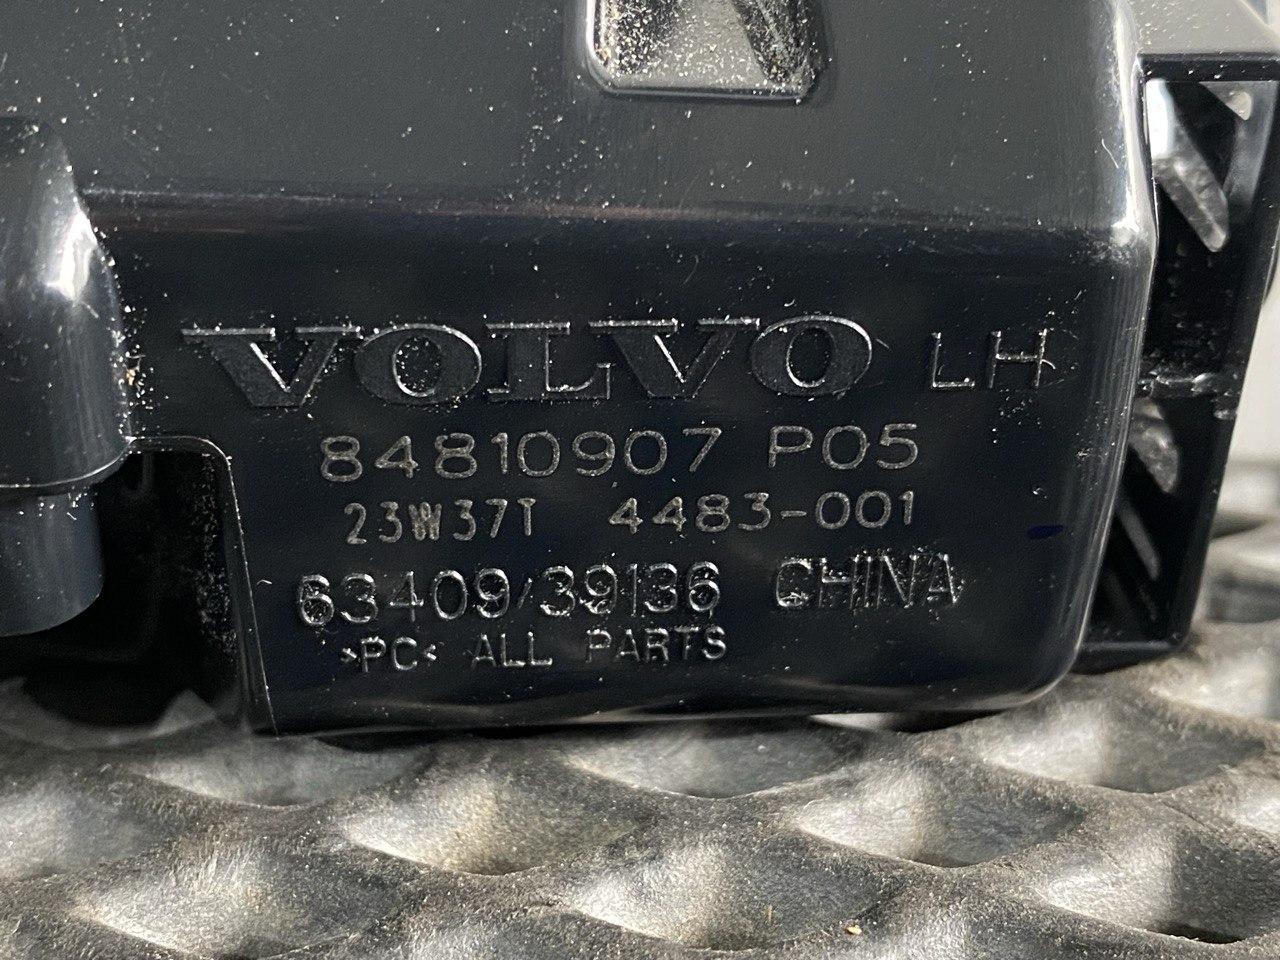 VOLVO LH
84810907 P05
23W37T 4483-001
63409/39136 CHINA
>PC< ALL PARTS